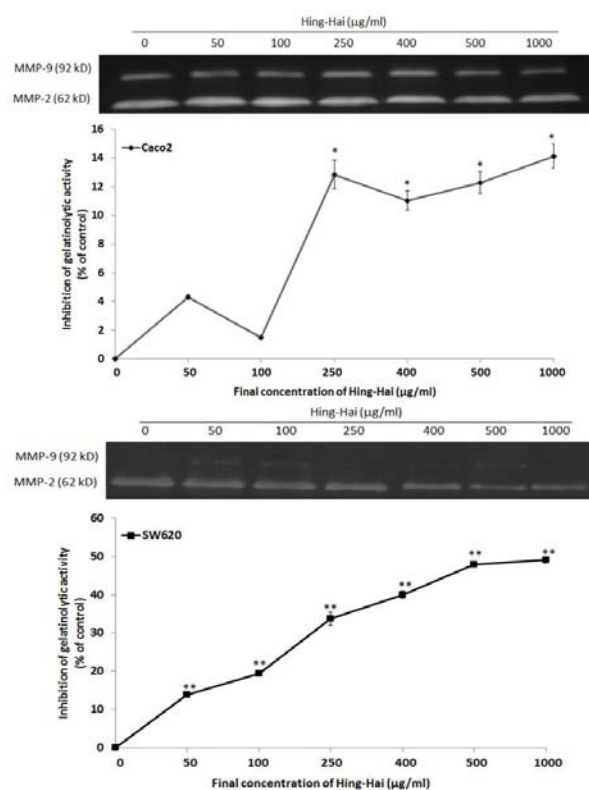 Hing-Hai (µg/ml)
0 50 100 250 400 500 1000
MMP-9 (92 kD)
MMP-2 (62 kD)
16
14
12
10
8
6
4
2
0
Caco2
* * * *
Inhibition of gelatinolytic activity
(% of control)
0 50 100 250 400 500 1000
Final concentration of Hing-Hai (µg/ml)
Hing-Hai (µg/ml)
0 50 100 250 400 500 1000
MMP-9 (92 kD)
MMP-2 (62 kD)
60
50
40
30
20
10
0
SW620
** ** ** ** ** **
Inhibition of gelatinolytic activity
(% of control)
0 50 100 250 400 500 1000
Final concentration of Hing-Hai (µg/ml)